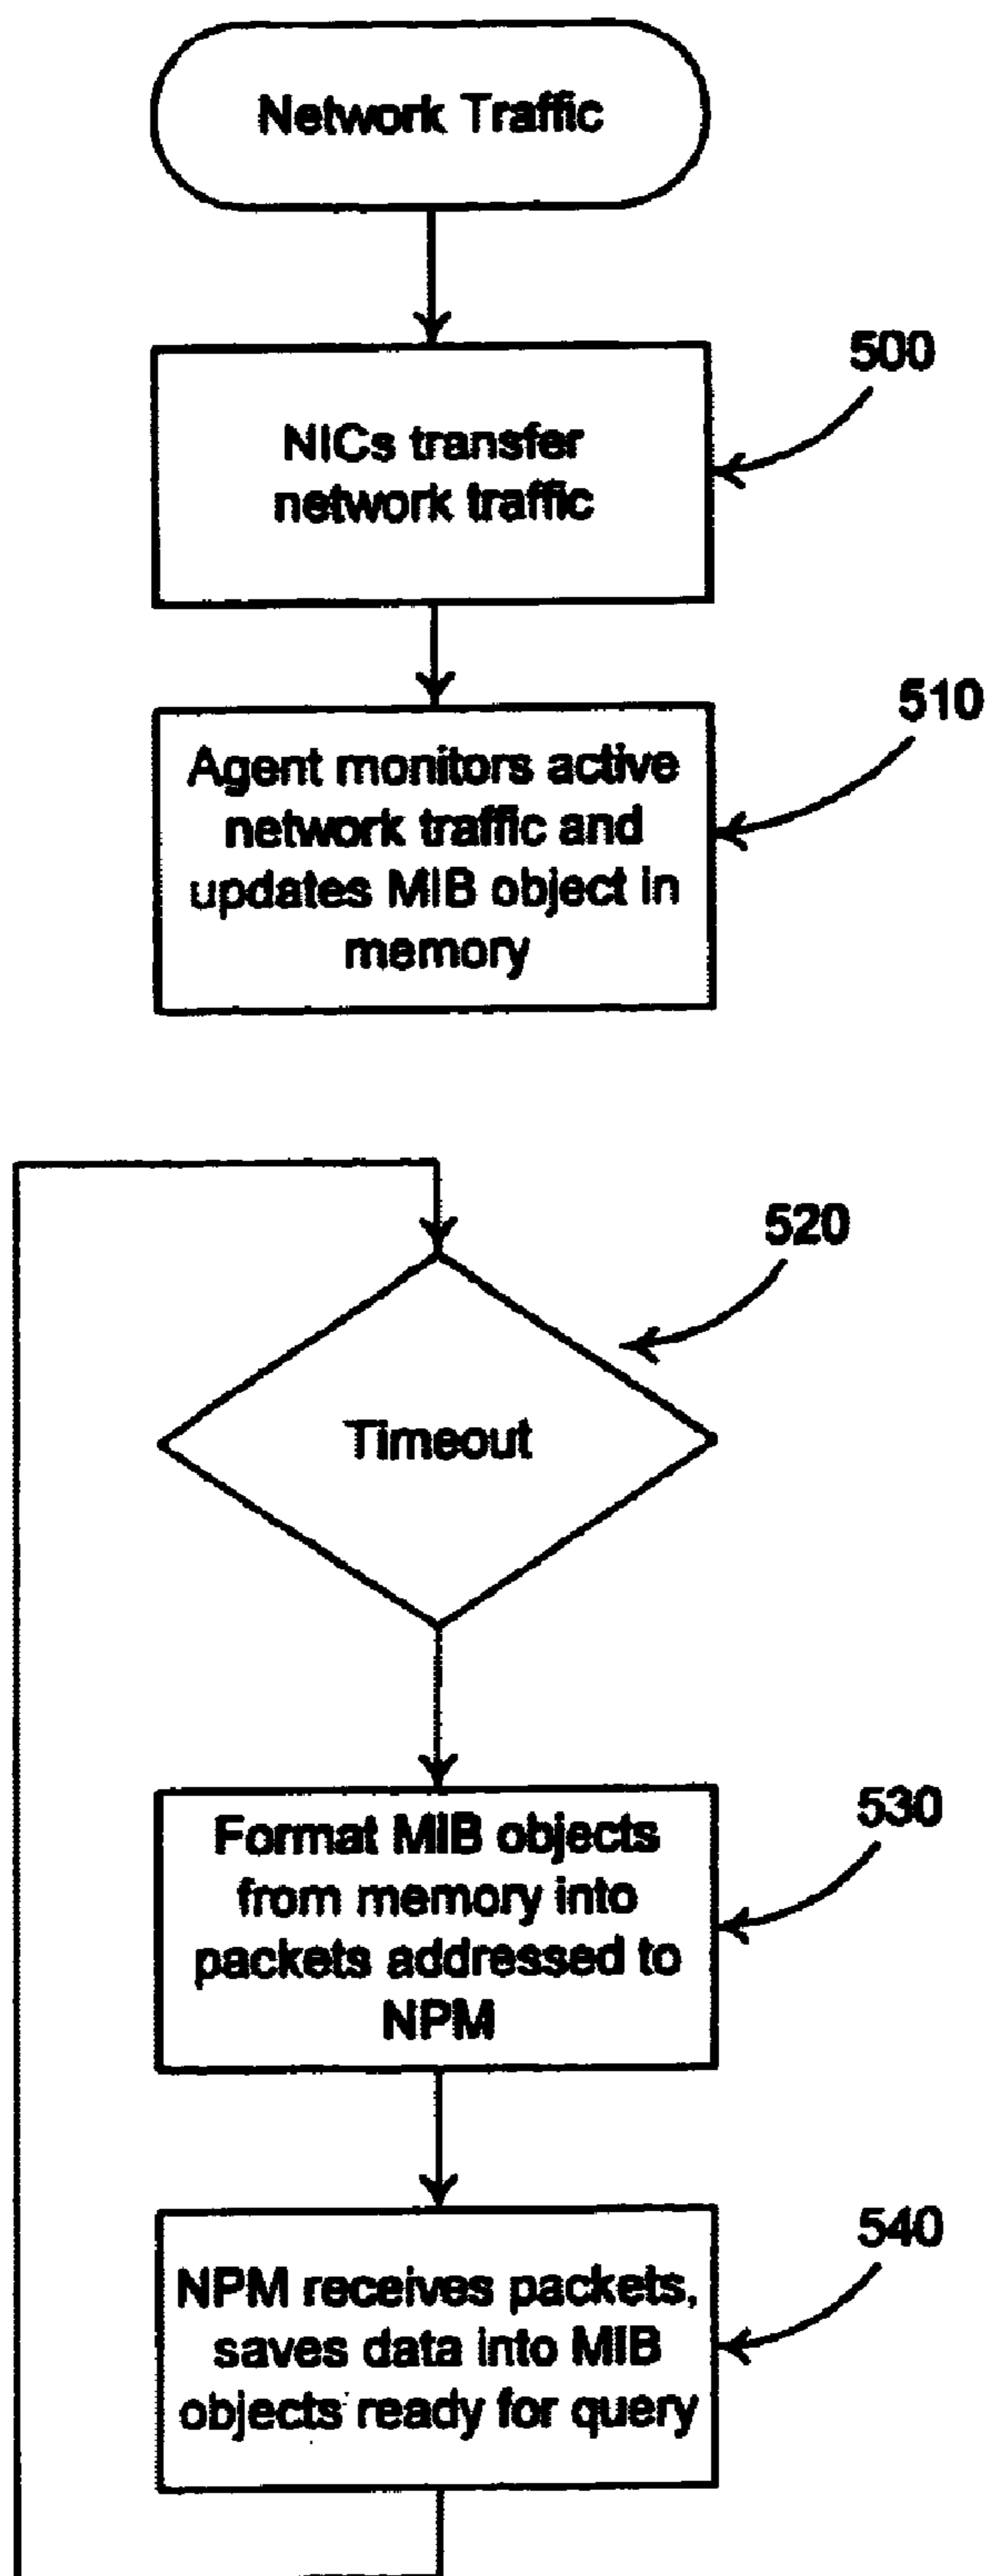 Network Traffic
500
NICs transfer
network traffic
510
Agent monitors active
network traffic and
updates MIB object in
memory
520
Timeout
530
Format MIB objects
from memory into
packets addressed to
NPM
540
NPM receives packets,
saves data into MIB
objects ready for query